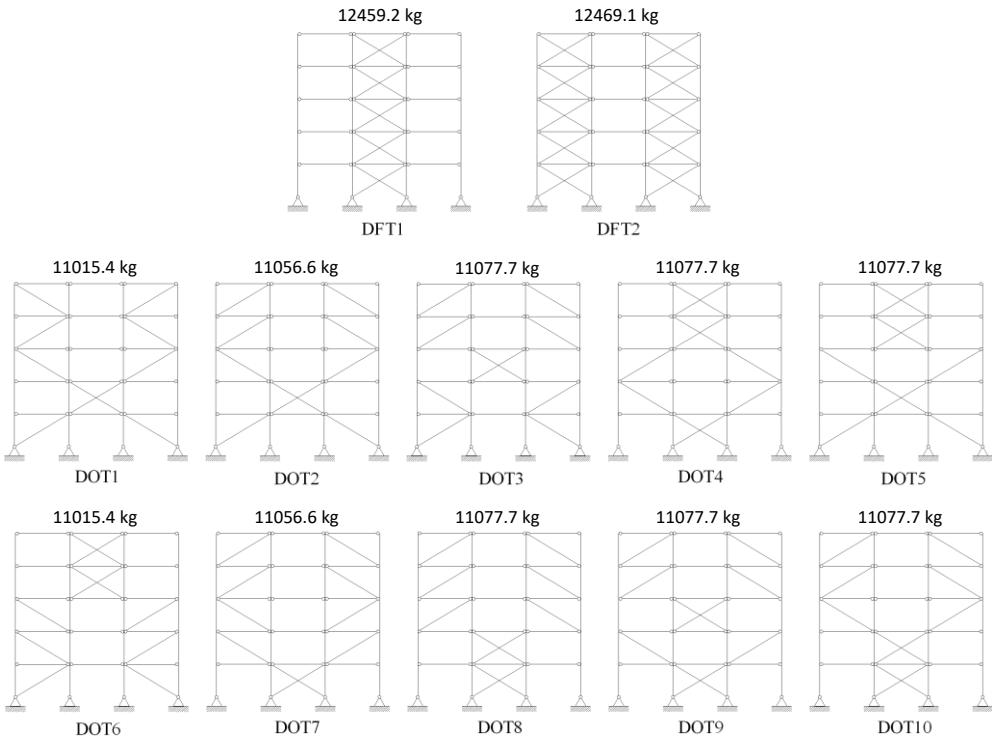 12459.2 kg 12469.1 kg
DFT1 DFT2
11015.4 kg 11056.6 kg 11077.7 kg 11077.7 kg 11077.7 kg
DOT1 DOT2 DOT3 DOT4 DOT5
11015.4 kg 11056.6 kg 11077.7 kg 11077.7 kg 11077.7 kg
DOT6 DOT7 DOT8 DOT9 DOT10